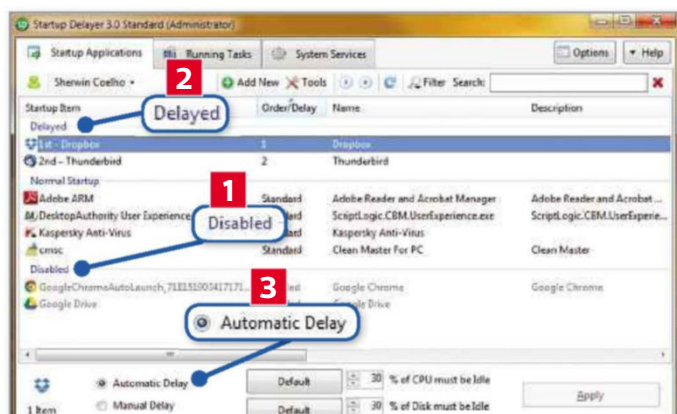 Startup Delayer 3.0 Standard (Administrator)
Startup Applications Running Tasks System Services Options Help
Sherwin Coelho 2 Add New Tools Filter Search:
Startup Item Order/Delay Name Description
Delayed Delayed
1st - Dropbox 1 Dropbox
2nd - Thunderbird 2 Thunderbird
Normal Startup 1
Adobe ARM Standard Adobe Reader and Acrobat Manager Adobe Reader and Acrobat ...
DesktopAuthority User Experience Disabled ScriptLogic.CBM.UserExperience.exe ScriptLogic.CBM.UserExperie...
Kaspersky Anti-Virus Kaspersky Anti-Virus
cmsc Standard Clean Master For PC Clean Master
Disabled 3
Google Chrome Google Chrome
Google Drive Google Drive
Automatic Delay
Automatic Delay Default 30 % of CPU must be Idle
Manual Delay Default 30 % of Disk must be Idle
1 Item Apply